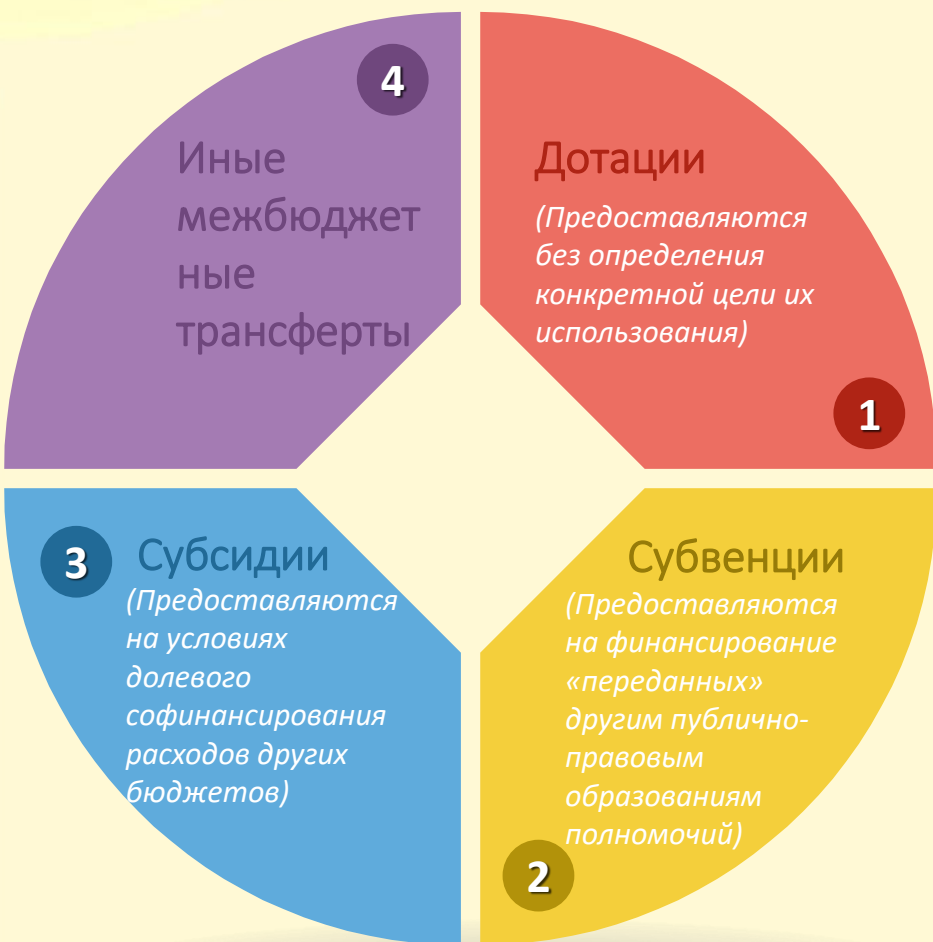 4
Иные
межбюджет
ные
трансферты
Дотации
(Предоставляются
без определения
конкретной цели их
использования)
1
3
Субсидии
(Предоставляются
на условиях
долевого
софинансирования
расходов других
бюджетов)
Субвенции
(Предоставляются
на финансирование
«переданных»
другим публично-
правовым
образованиям
полномочий)
2